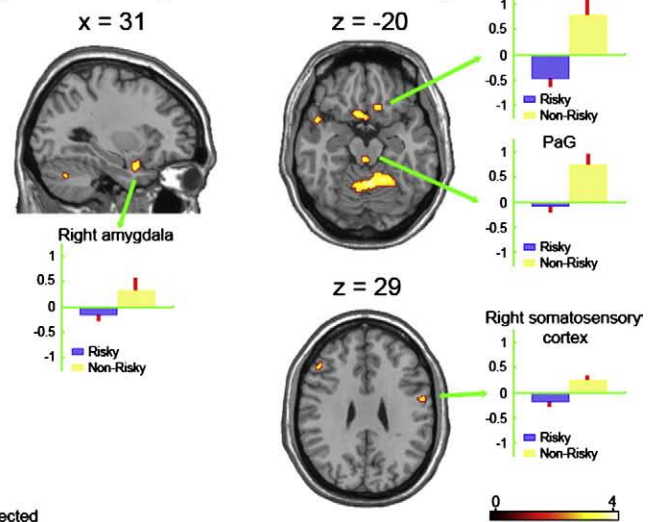 x = 31
z = -20
1
0.5
0
-0.5
-1
Risky
Non-Risky
PaG
1
0.5
0
-0.5
-1
Risky
Non-Risky
Right amygdala
1
0.5
0
-0.5
-1
Risky
Non-Risky
z = 29
Right somatosensory
cortex
1
0.5
0
-0.5
-1
Risky
Non-Risky
0 4
ected